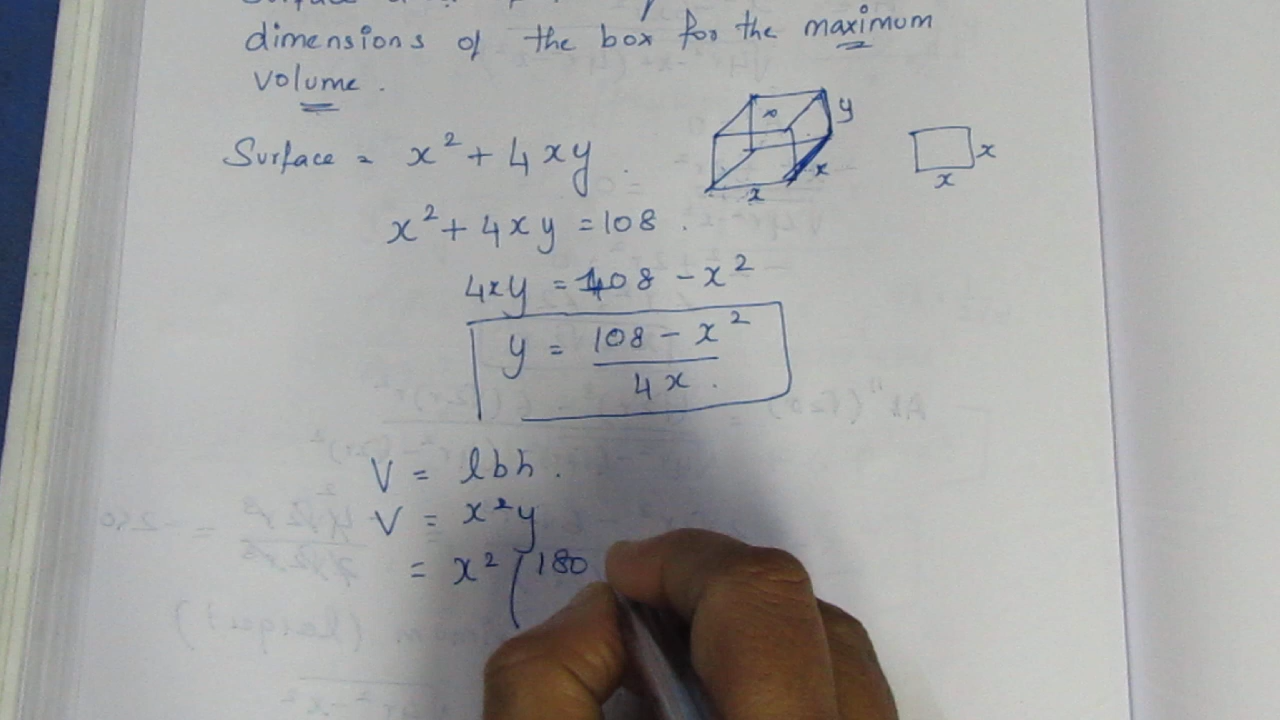 dimensions of the box for the maximum
volume.
x
y
x
x
x
x
Surface = x² + 4xy.
x² + 4xy = 108.
4xy = 108 - x²
y = (108 - x²)/4x.
V = lbh.
V = x²y
= x² (180